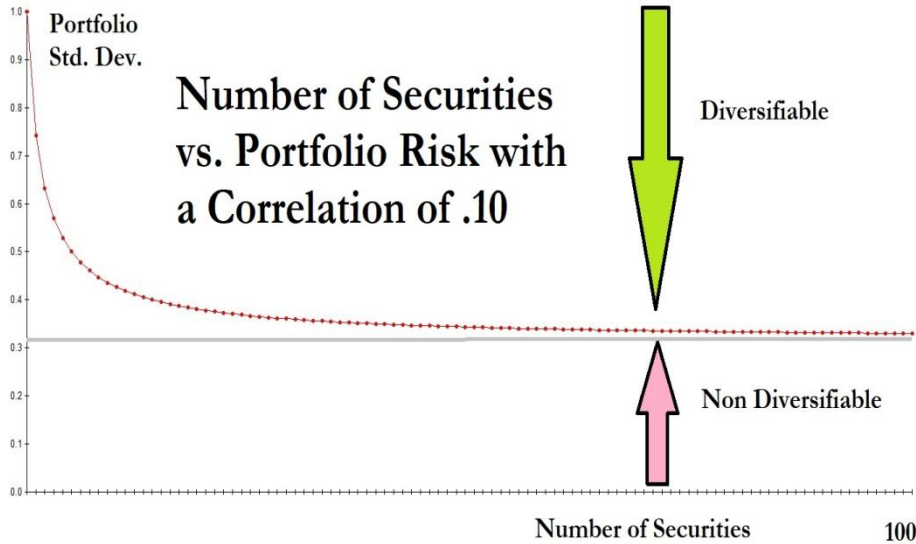 1.0
Portfolio
Std. Dev.
0.9
Number of Securities
vs. Portfolio Risk with
a Correlation of .10
Diversifiable
0.8
0.7
0.6
0.5
0.4
0.3
Non Diversifiable
0.2
0.1
0.0
Number of Securities
100